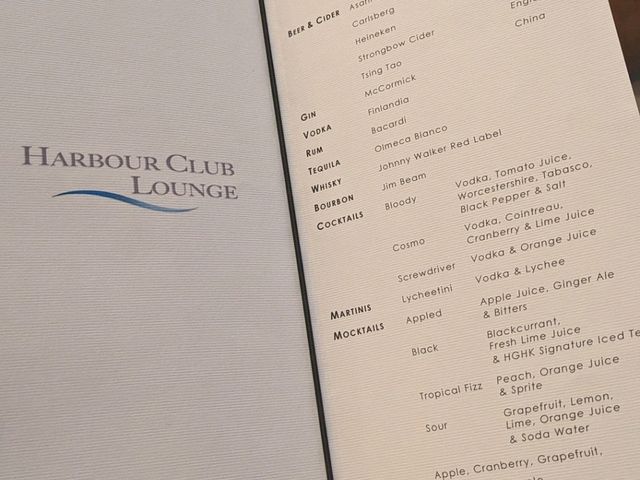 HARBOUR CLUB
LOUNGE
BEER & CIDER
Carlsberg
Heineken
Strongbow Cider
Tsing Tao
China
GIN McCormick
VODKA Finlandia
RUM Bacardi
TEQUILA Olmeca Blanco
WHISKY Johnny Walker Red Label
BOURBON Jim Beam
COCKTAILS Bloody Vodka, Tomato Juice,
Worcestershire, Tabasco,
Black Pepper & Salt
Cosmo Vodka, Cointreau,
Cranberry & Lime Juice
Screwdriver Vodka & Orange Juice
MARTINIS Lycheetini Vodka & Lychee
MOCKTAILS Appled Apple Juice, Ginger Ale
& Bitters
Black Blackcurrant,
Fresh Lime Juice
& HGHK Signature Iced
Tropical Fizz Peach, Orange Juice
& Sprite
Sour Grapefruit, Lemon,
Lime, Orange Juice
& Soda Water
Apple, Cranberry, Grapefruit,